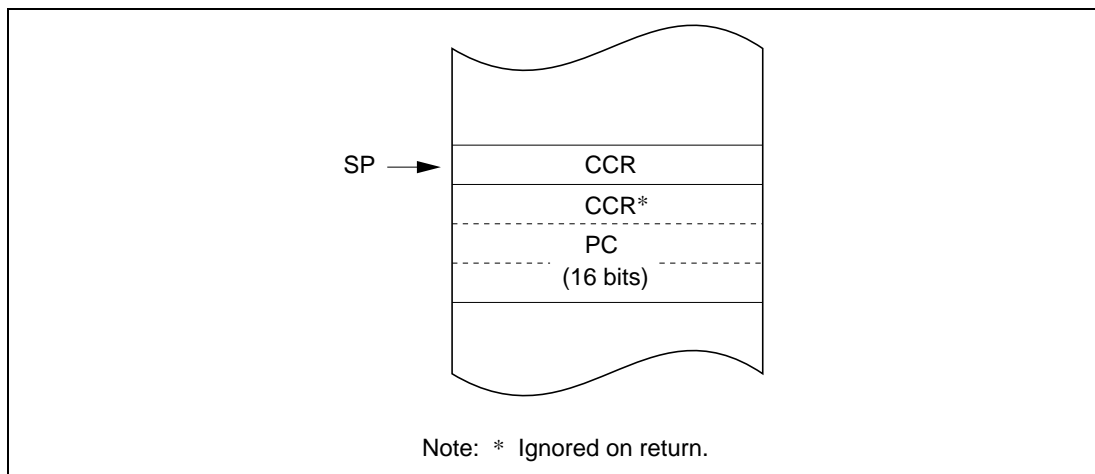 SP
CCR
CCR*
PC
(16 bits)
Note: * Ignored on return.